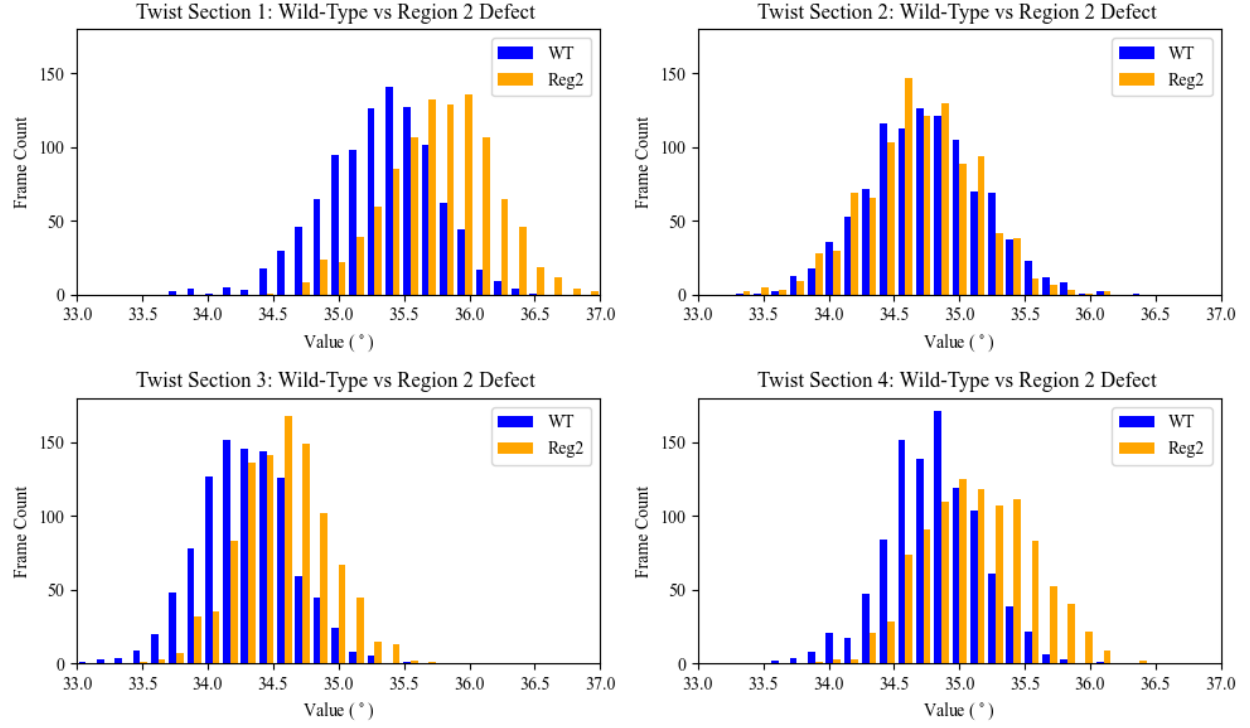 Twist Section 1: Wild-Type vs Region 2 Defect
Frame Count
150
100
50
0
WT
Reg2
33.0 33.5 34.0 34.5 35.0 35.5 36.0 36.5 37.0
Value (°)
Twist Section 2: Wild-Type vs Region 2 Defect
Frame Count
150
100
50
0
WT
Reg2
33.0 33.5 34.0 34.5 35.0 35.5 36.0 36.5 37.0
Value (°)
Twist Section 3: Wild-Type vs Region 2 Defect
Frame Count
150
100
50
0
WT
Reg2
33.0 33.5 34.0 34.5 35.0 35.5 36.0 36.5 37.0
Value (°)
Twist Section 4: Wild-Type vs Region 2 Defect
Frame Count
150
100
50
0
WT
Reg2
33.0 33.5 34.0 34.5 35.0 35.5 36.0 36.5 37.0
Value (°)